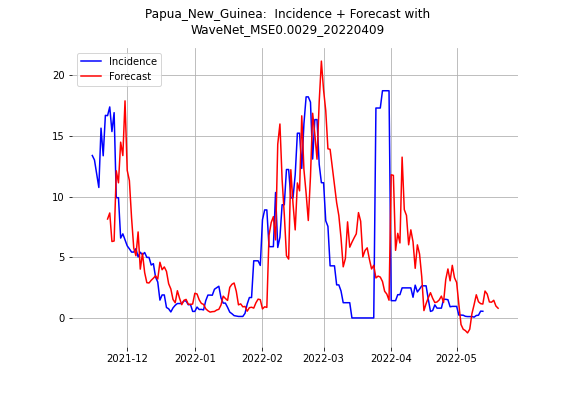 Papua_New_Guinea:  Incidence + Forecast with
WaveNet_MSE0.0029_20220409
Incidence
Forecast
20
15
10
5
0
2021-12
2022-01
2022-02
2022-03
2022-04
2022-05